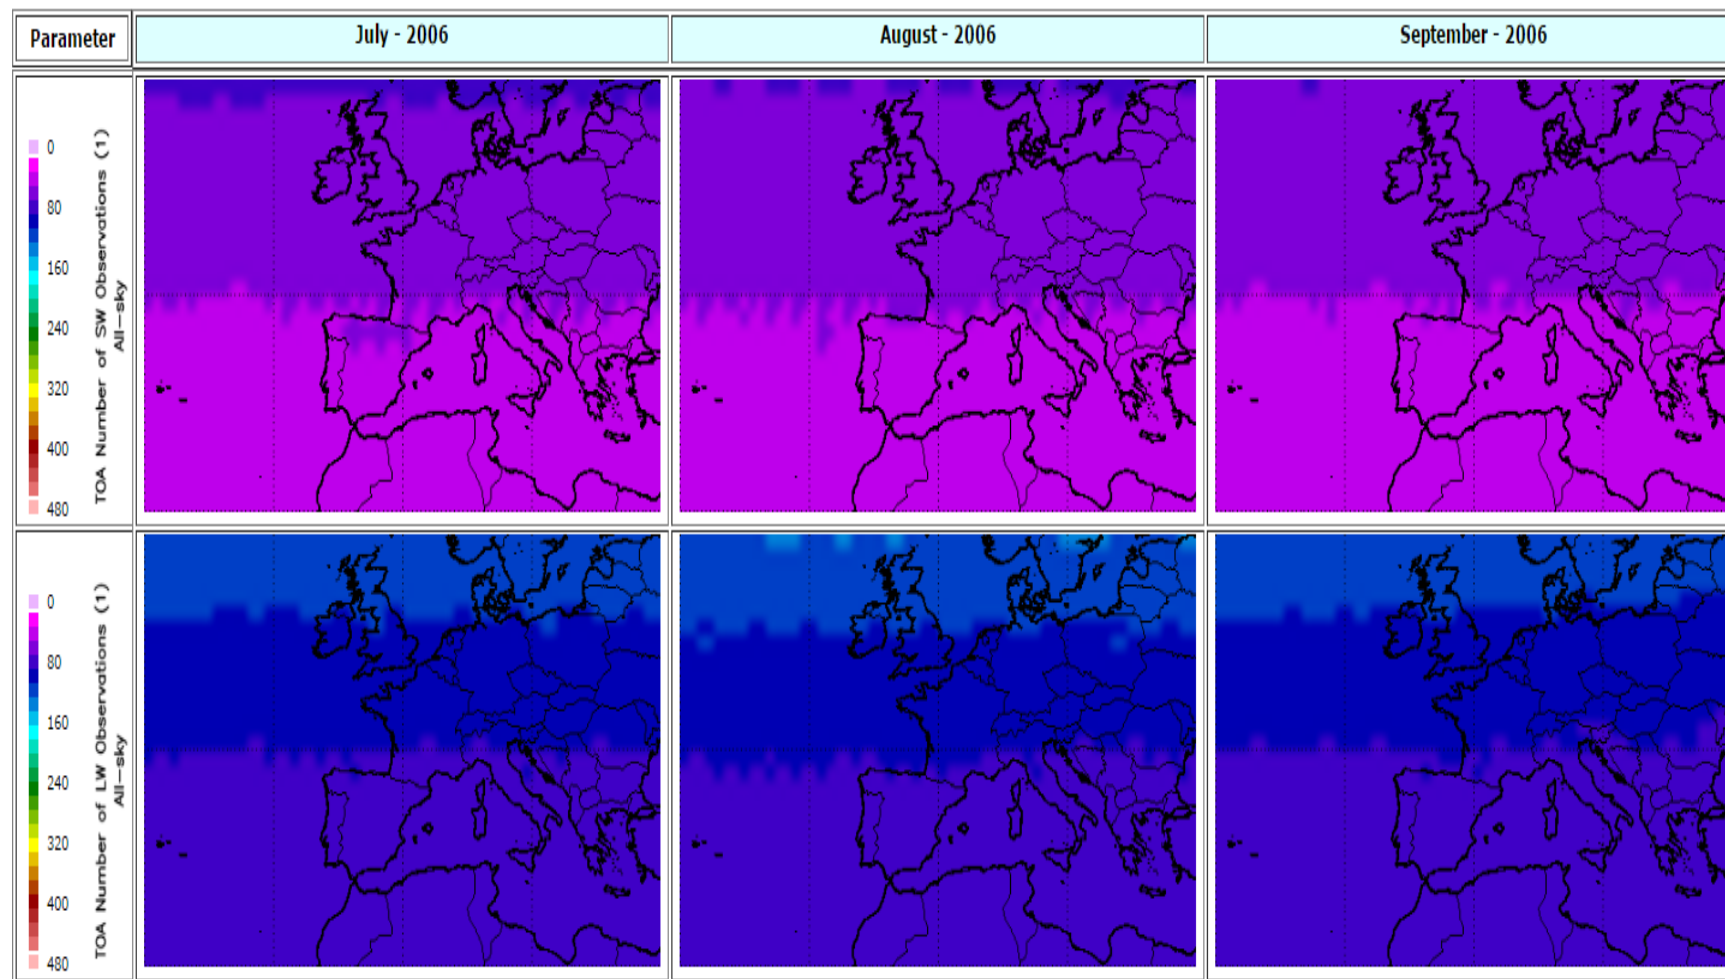 Parameter
July - 2006
August - 2006
September - 2006
0
80
160
240
320
400
480
TOA Number of SW Observations (1)
All-sky
0
80
160
240
320
400
480
TOA Number of LW Observations (1)
All-sky